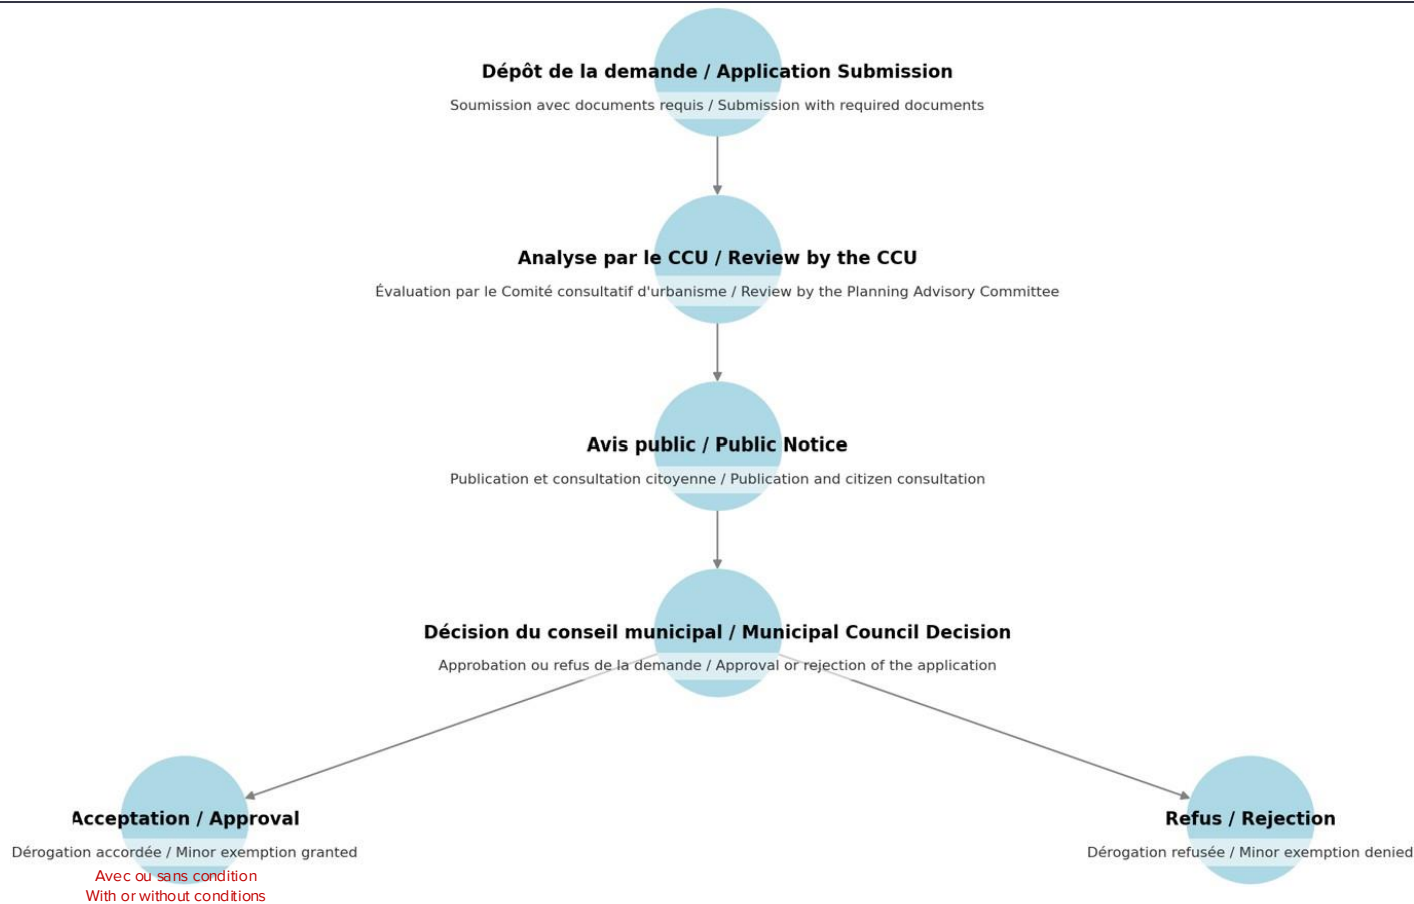 Dépôt de la demande / Application Submission
Soumission avec documents requis / Submission with required documents
Analyse par le CCU / Review by the CCU
Évaluation par le Comité consultatif d'urbanisme / Review by the Planning Advisory Committee
Avis public / Public Notice
Publication et consultation citoyenne / Publication and citizen consultation
Décision du conseil municipal / Municipal Council Decision
Approbation ou refus de la demande / Approval or rejection of the application
Acceptation / Approval
Dérogation accordée / Minor exemption granted
Avec ou sans condition
With or without conditions
Refus / Rejection
Dérogation refusée / Minor exemption denied